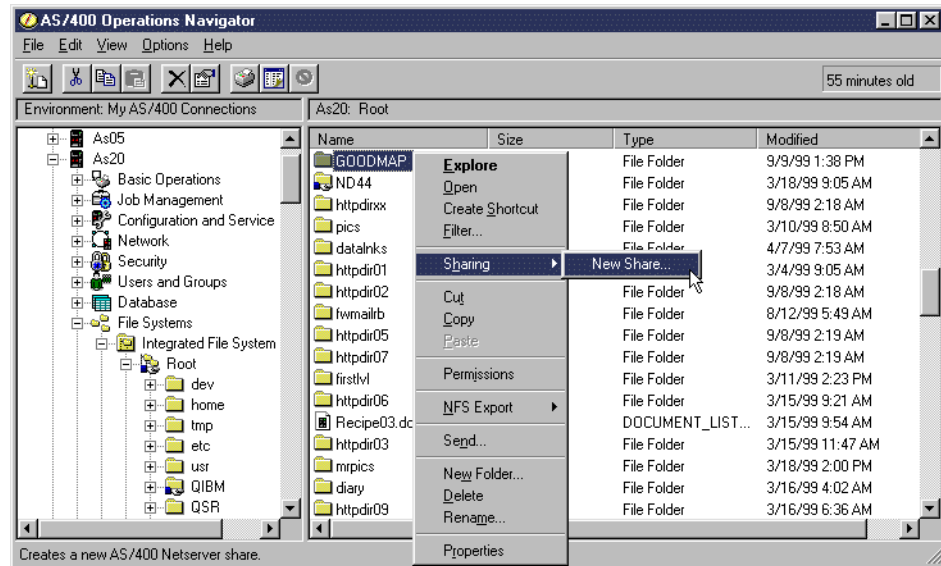 AS/400 Operations Navigator
File Edit View Options Help
55 minutes old
Environment: My AS/400 Connections
As20: Root
As05
As20
Basic Operations
Job Management
Configuration and Service
Network
Security
Users and Groups
Database
File Systems
Integrated File System
Root
dev
home
tmp
etc
usr
QIBM
QSR
Name Size Type Modified
GOODMAP File Folder 9/9/99 1:38 PM
ND44 File Folder 3/18/99 9:05 AM
httpdirxx File Folder 9/8/99 2:18 AM
pics File Folder 3/10/99 8:50 AM
datalnks File Folder 4/7/99 7:53 AM
httpdir01 3/4/99 9:05 AM
httpdir02 File Folder 9/8/99 2:18 AM
fwmailrb File Folder 8/12/99 5:49 AM
httpdir05 File Folder 9/8/99 2:19 AM
httpdir07 File Folder 9/8/99 2:19 AM
firstlvl File Folder 3/11/99 2:23 PM
httpdir06 File Folder 3/15/99 9:21 AM
Recipe03.dc DOCUMENT_LIST... 3/15/99 9:54 AM
httpdir03 File Folder 3/15/99 11:47 AM
mrpics File Folder 3/18/99 2:00 PM
diary File Folder 3/16/99 4:02 AM
httpdir09 File Folder 3/16/99 6:36 AM
Explore
Open
Create Shortcut
Filter...
Sharing
New Share...
Cut
Copy
Paste
Permissions
NFS Export
Send...
New Folder...
Delete
Rename...
Properties
Creates a new AS/400 Netserver share.